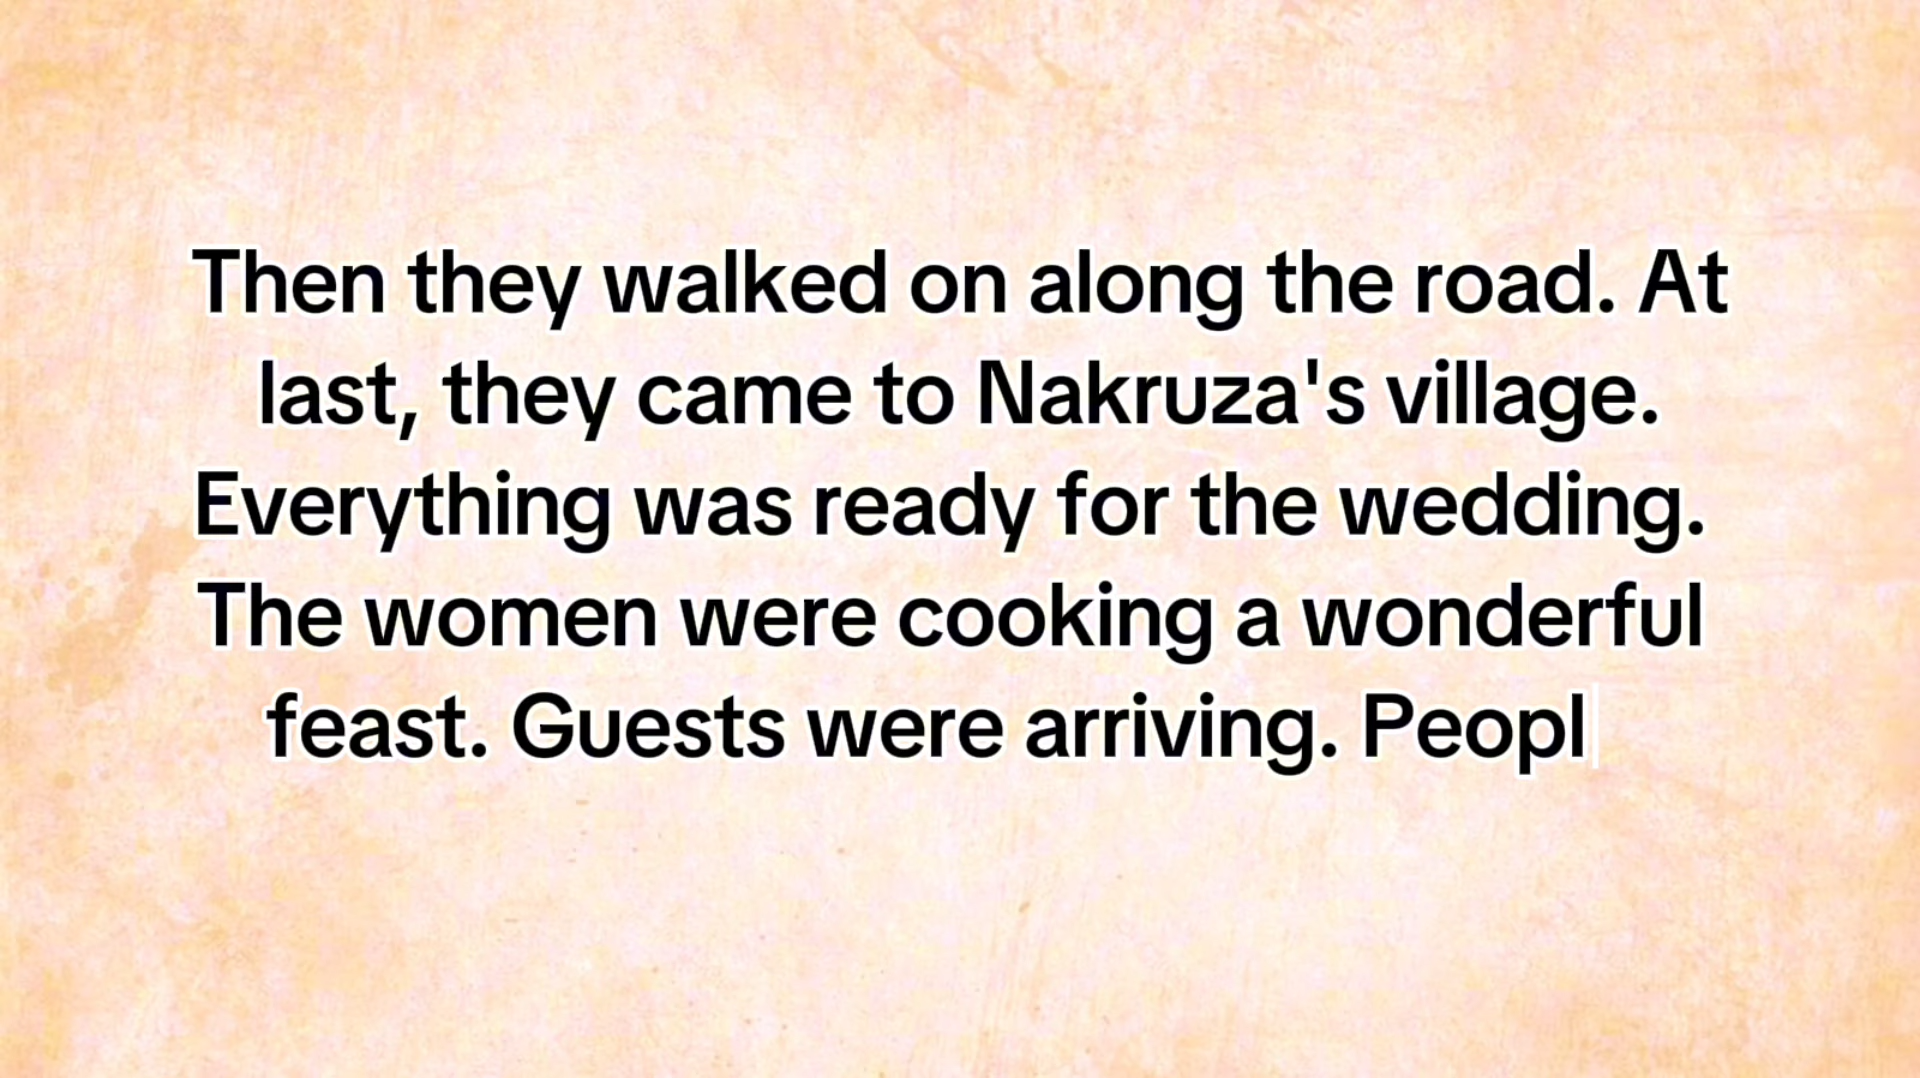 Then they walked on along the road. At
last, they came to Nakruza's village.
Everything was ready for the wedding.
The women were cooking a wonderful
feast. Guests were arriving. Peopl